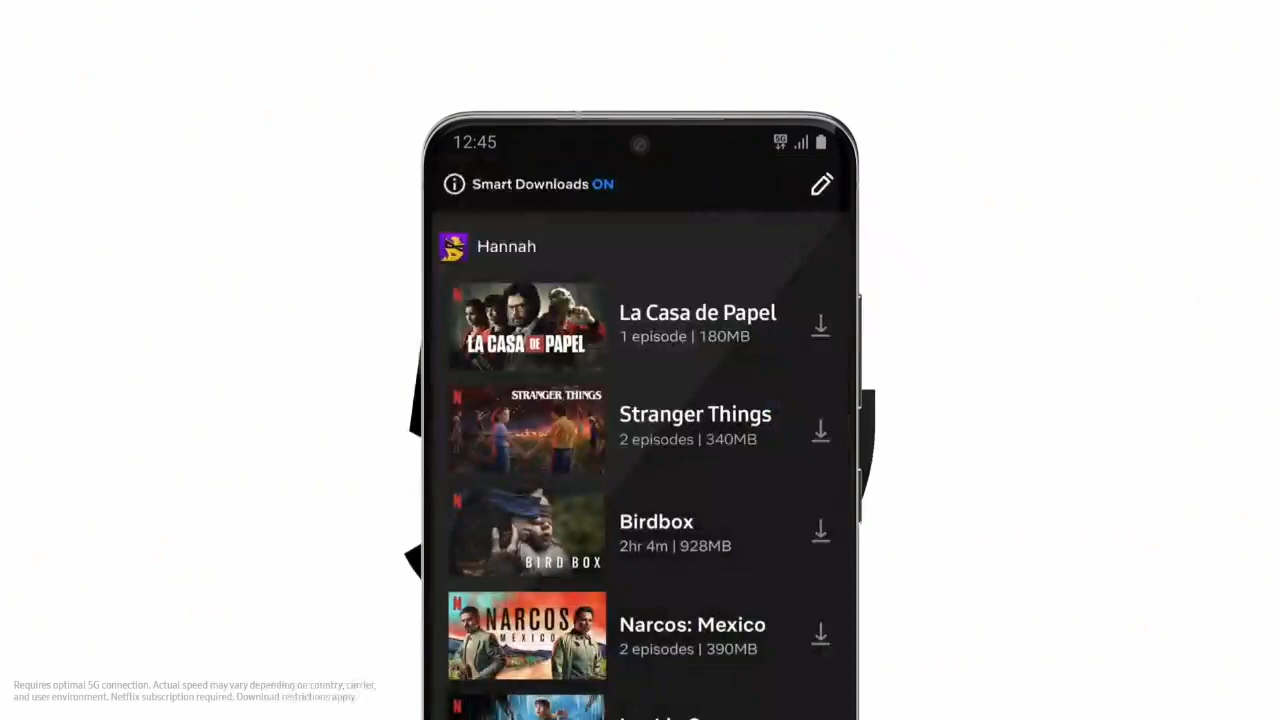 12:45
5G
Smart Downloads ON
Hannah
LA CASA DE PAPEL
La Casa de Papel
1 episode | 180MB
STRANGER THINGS
Stranger Things
2 episodes | 340MB
BIRD BOX
Birdbox
2hr 4m | 928MB
NARCOS
MEXICO
Narcos: Mexico
2 episodes | 390MB
Requires optimal 5G connection. Actual speed may vary depending on country, carrier,
and user environment. Netflix subscription required. Download restrictions apply.